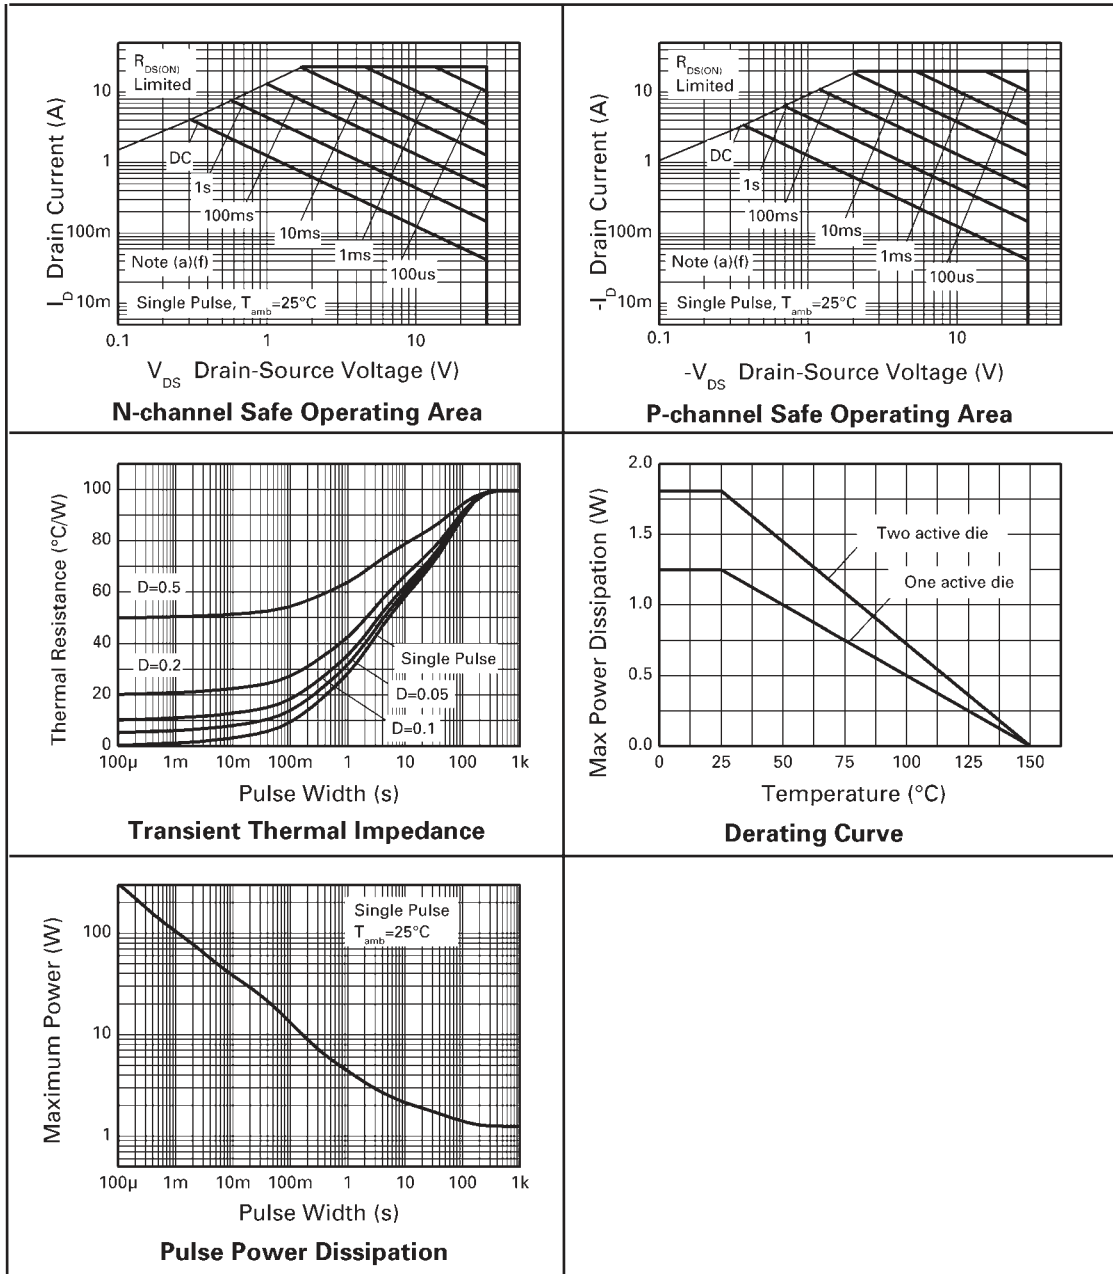 R DS(ON)
Limited
10
1
100m
10m
DC
1s
100ms
10ms
1ms
100us
Note (a)(f)
Single Pulse, Tamb=25°C
0.1
1
10
ID Drain Current (A)
VDS Drain-Source Voltage (V)
N-channel Safe Operating Area
R DS(ON)
Limited
10
1
100m
10m
DC
1s
100ms
10ms
1ms
100us
Note (a)(f)
Single Pulse, Tamb=25°C
0.1
1
10
-ID Drain Current (A)
-VDS Drain-Source Voltage (V)
P-channel Safe Operating Area
100
80
60
40
20
0
D=0.5
D=0.2
Single Pulse
D=0.05
D=0.1
100µ
1m
10m
100m
1
10
100
1k
Thermal Resistance (°C/W)
Pulse Width (s)
Transient Thermal Impedance
2.0
1.5
1.0
0.5
0.0
Two active die
One active die
0
25
50
75
100
125
150
Max Power Dissipation (W)
Temperature (°C)
Derating Curve
100
10
1
Single Pulse
Tamb=25°C
100µ
1m
10m
100m
1
10
100
1k
Maximum Power (W)
Pulse Width (s)
Pulse Power Dissipation